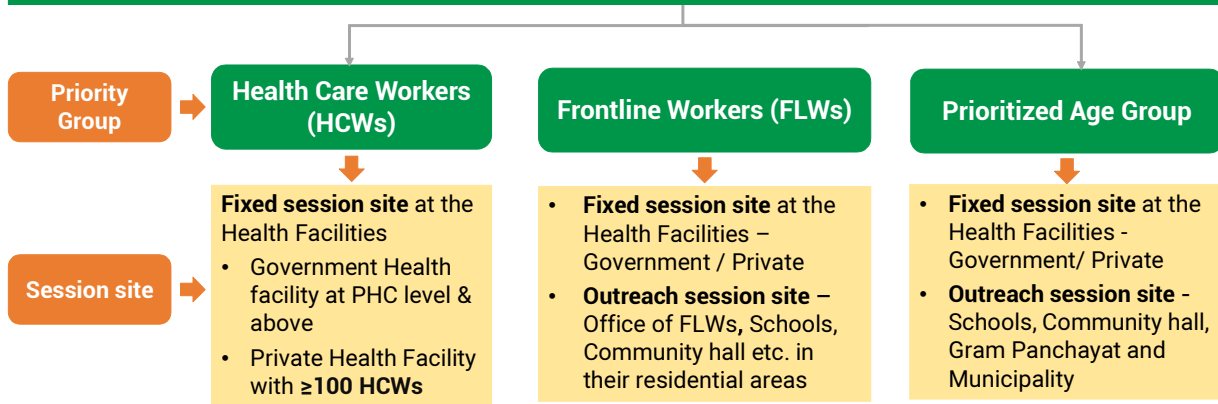 Priority
Group
Health Care Workers
(HCWs)
Frontline Workers (FLWs)
Prioritized Age Group
Session site
Fixed session site at the
Health Facilities
• Government Health
facility at PHC level &
above
• Private Health Facility
with ≥100 HCWs
• Fixed session site at the
Health Facilities –
Government / Private
• Outreach session site –
Office of FLWs, Schools,
Community hall etc. in
their residential areas
• Fixed session site at the
Health Facilities -
Government/ Private
• Outreach session site -
Schools, Community hall,
Gram Panchayat and
Municipality